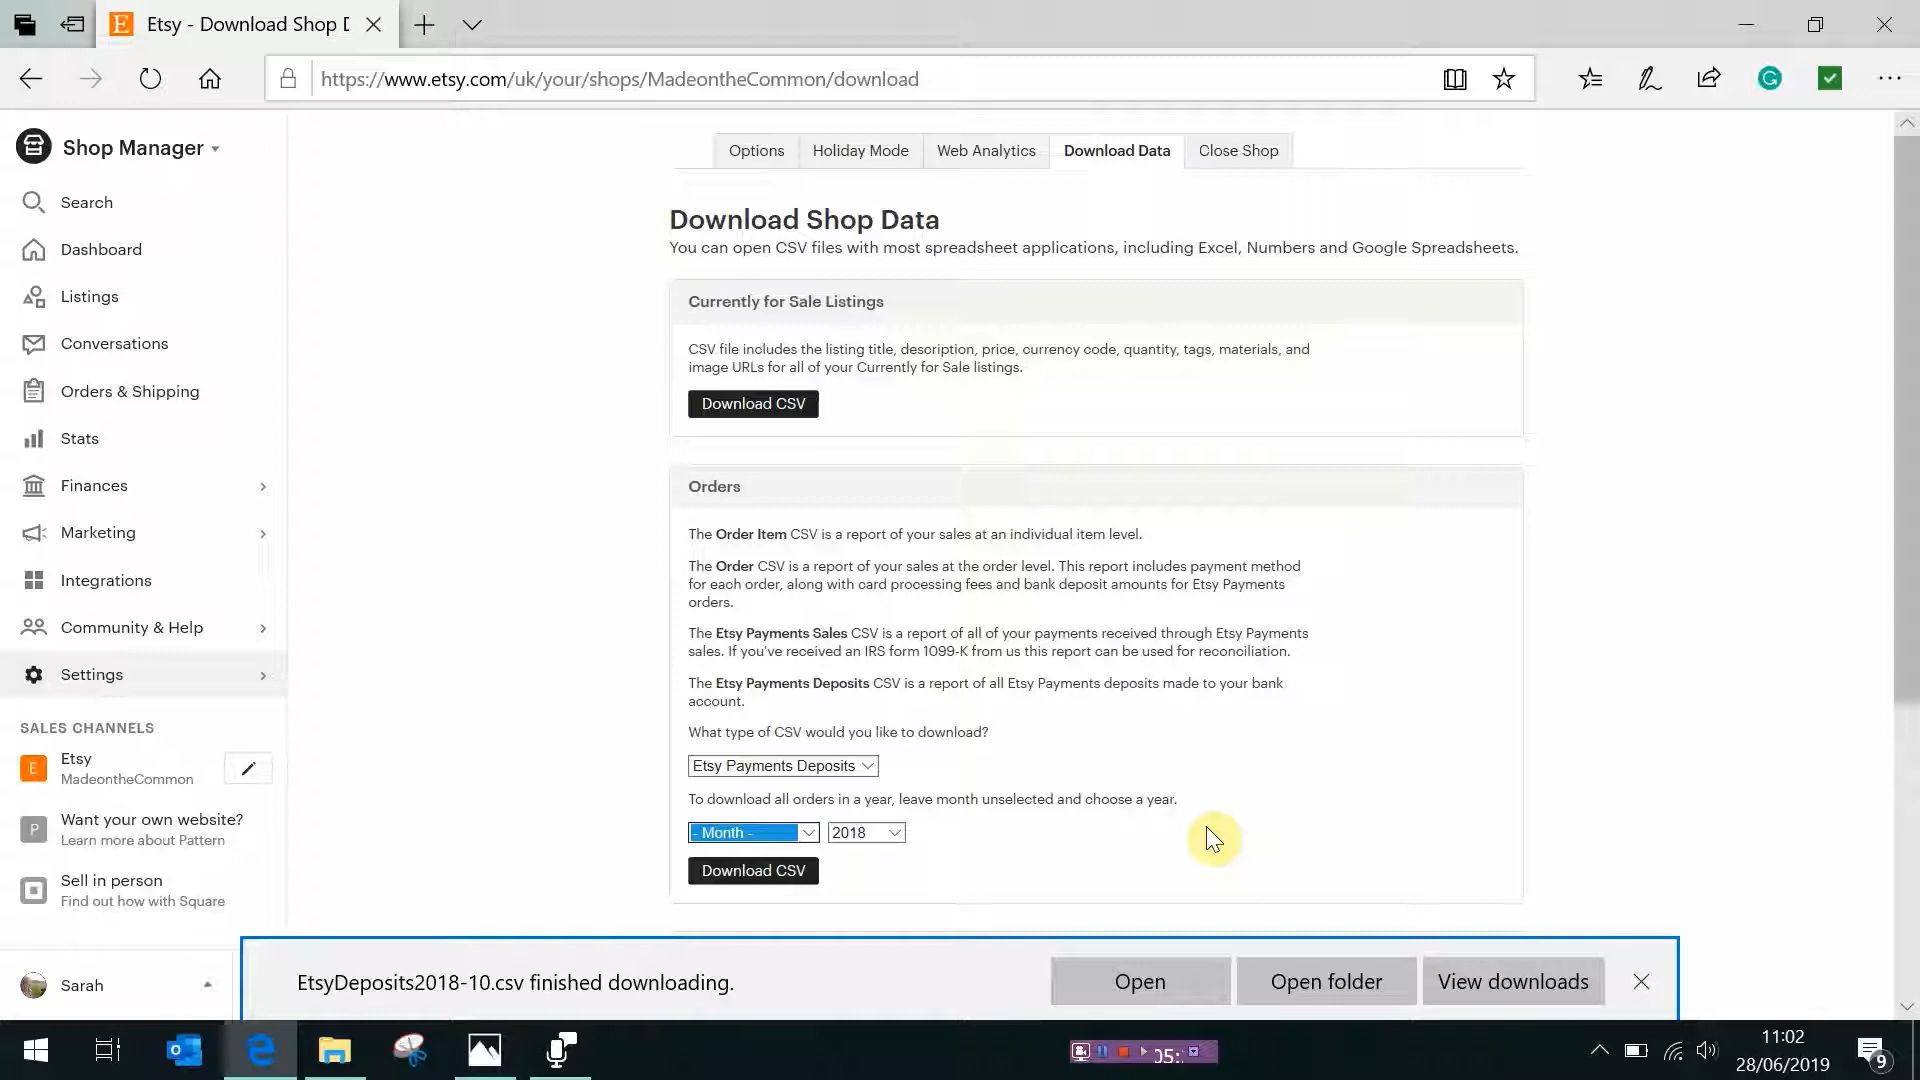 Etsy - Download Shop D
https://www.etsy.com/uk/your/shops/MadeontheCommon/download
Shop Manager
Search
Dashboard
Listings
Conversations
Orders & Shipping
Stats
Finances
Marketing
Integrations
Community & Help
Settings
SALES CHANNELS
E
Etsy
MadeontheCommon
P
Want your own website?
Learn more about Pattern
Sell in person
Find out how with Square
Sarah
Options
Holiday Mode
Web Analytics
Download Data
Close Shop
Download Shop Data
You can open CSV files with most spreadsheet applications, including Excel, Numbers and Google Spreadsheets.
Currently for Sale Listings
CSV file includes the listing title, description, price, currency code, quantity, tags, materials, and
image URLs for all of your Currently for Sale listings.
Download CSV
Orders
The Order Item CSV is a report of your sales at an individual item level.
The Order CSV is a report of your sales at the order level. This report includes payment method
for each order, along with card processing fees and bank deposit amounts for Etsy Payments
orders.
The Etsy Payments Sales CSV is a report of all of your payments received through Etsy Payments
sales. If you've received an IRS form 1099-K from us this report can be used for reconciliation.
The Etsy Payments Deposits CSV is a report of all Etsy Payments deposits made to your bank
account.
What type of CSV would you like to download?
Etsy Payments Deposits
To download all orders in a year, leave month unselected and choose a year.
- Month - 2018
Download CSV
EtsyDeposits2018-10.csv finished downloading.
Open
Open folder
View downloads
05:
11:02
28/06/2019
9